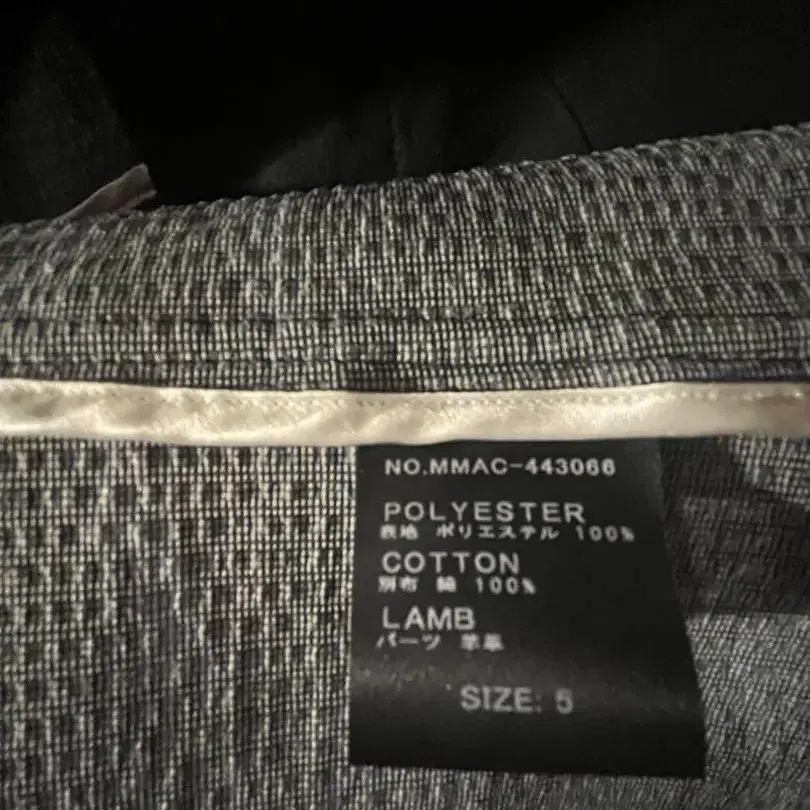 NO.MMAC-443066
POLYESTER
表地 ポリエステル 100%
COTTON
別布 綿 100%
LAMB
パーツ 羊革
SIZE: 5